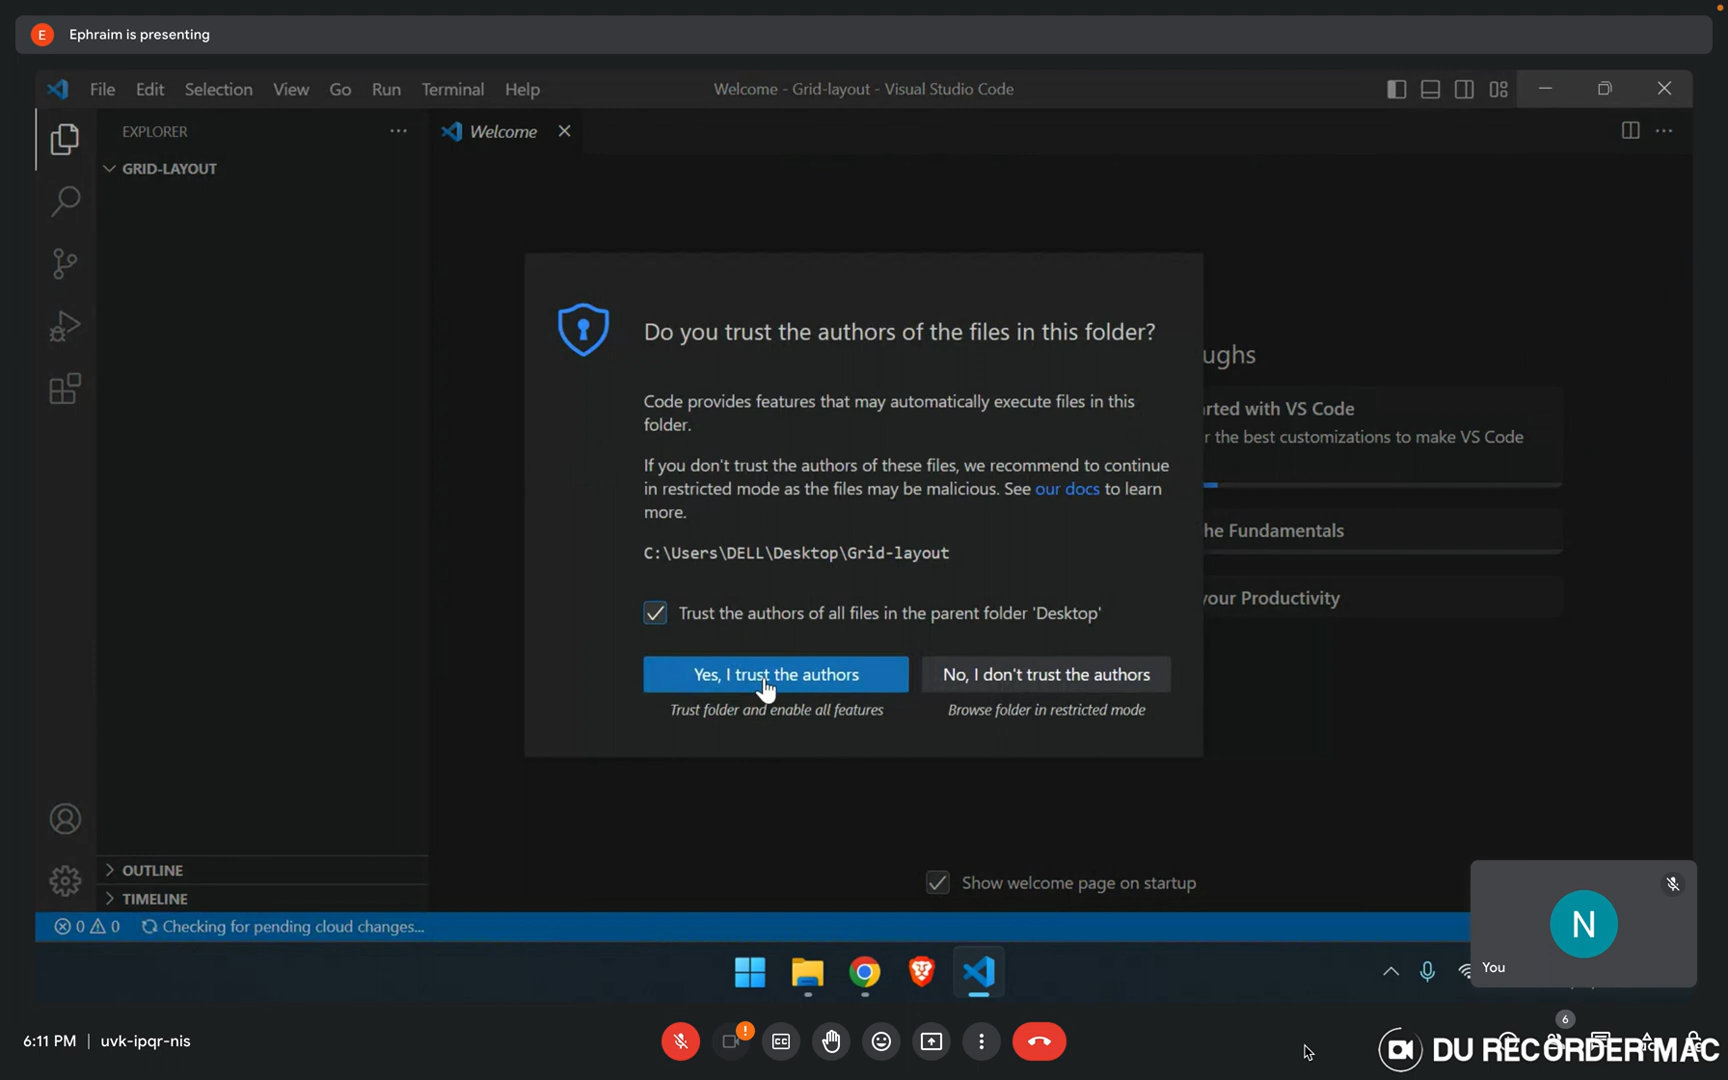 E Ephraim is presenting
File Edit Selection View Go Run Terminal Help Welcome - Grid-layout - Visual Studio Code
EXPLORER ··· Welcome
GRID-LAYOUT
Do you trust the authors of the files in this folder?
Code provides features that may automatically execute files in this
folder.
If you don't trust the authors of these files, we recommend to continue
in restricted mode as the files may be malicious. See our docs to learn
more.
C:\Users\DELL\Desktop\Grid-layout
Trust the authors of all files in the parent folder 'Desktop'
Yes, I trust the authors No, I don't trust the authors
Trust folder and enable all features Browse folder in restricted mode
ughs
rted with VS Code
r the best customizations to make VS Code
he Fundamentals
your Productivity
OUTLINE
TIMELINE
Show welcome page on startup
0 0 Checking for pending cloud changes...
N
You
6:11 PM | uvk-ipqr-nis
6
DU RECORDER MAC